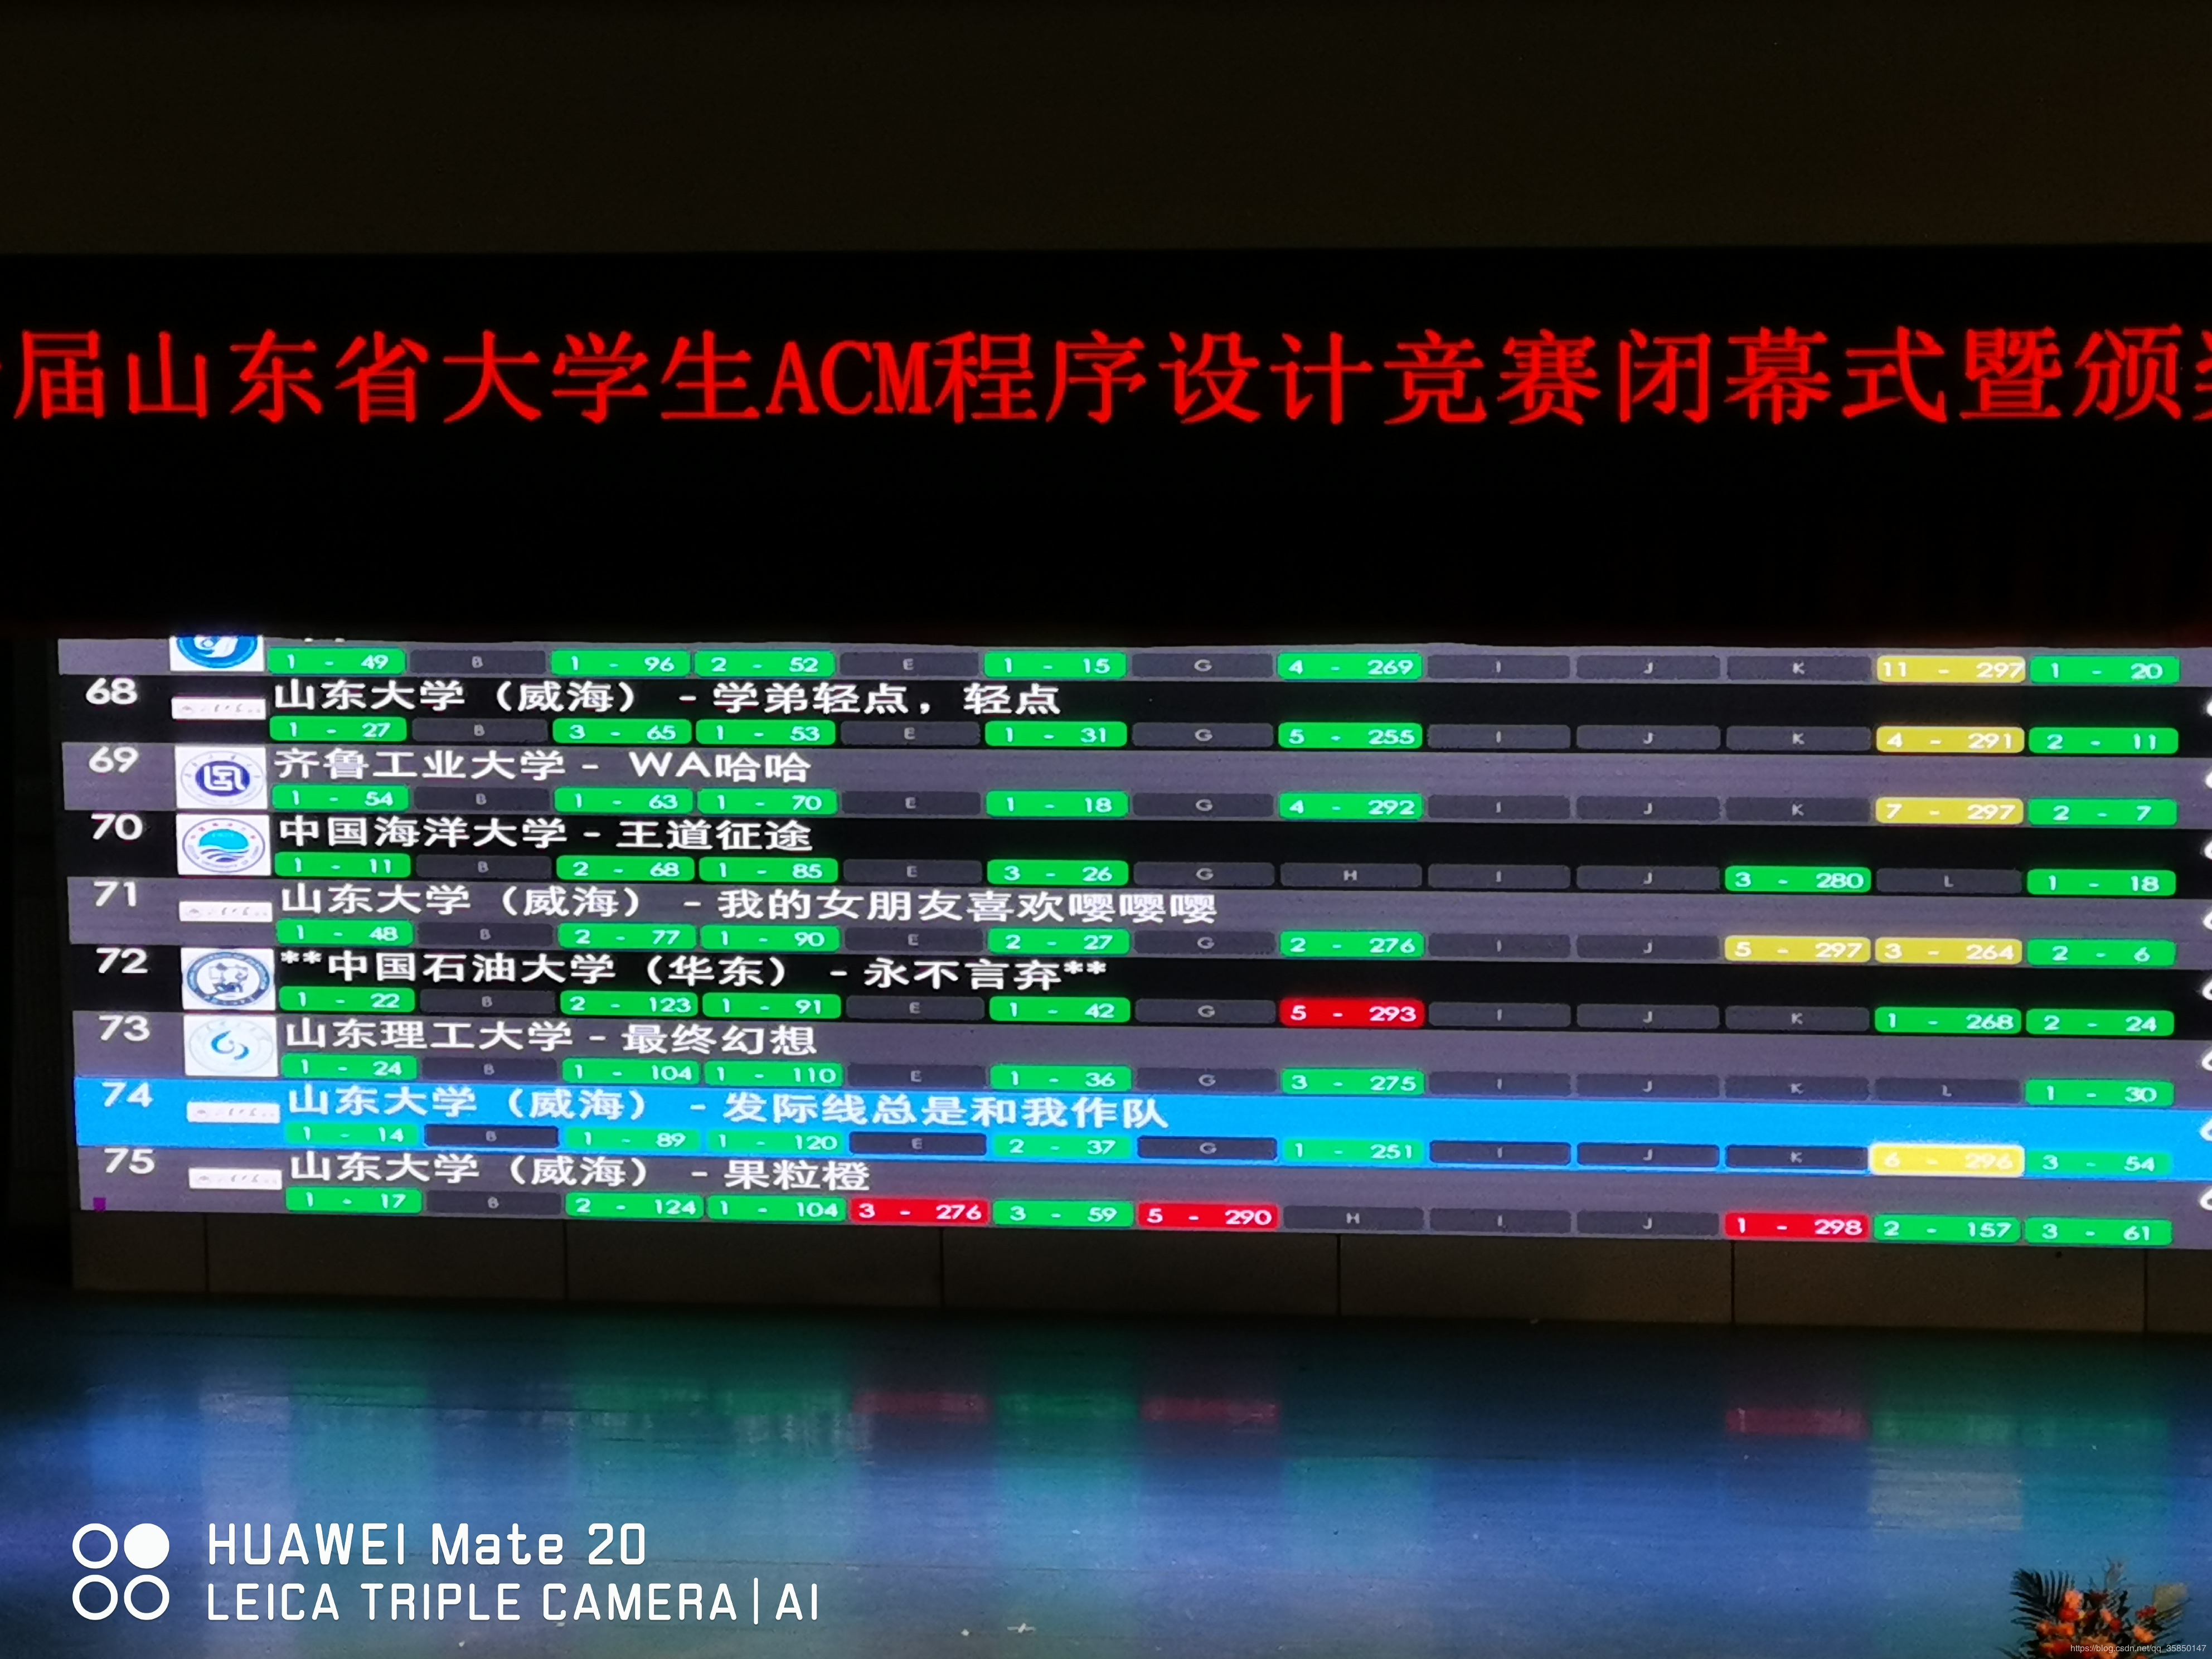 届山东省大学生ACM程序设计竞赛闭幕式暨颁
1 - 49 B 1 - 96 2 - 52 E 1 - 15 G 4 - 269 I J K 11 - 297 1 - 20
68 山东大学（威海） - 学弟轻点，轻点
1 - 27 B 3 - 65 1 - 53 E 1 - 31 G 5 - 255 I J K 4 - 291 2 - 11
69 齐鲁工业大学 - WA哈哈
1 - 54 B 1 - 63 1 - 70 E 1 - 18 G 4 - 292 I J K 7 - 297 2 - 7
70 中国海洋大学 - 王道征途
1 - 11 B 2 - 68 1 - 85 E 3 - 26 G H I J 3 - 280 L 1 - 18
71 山东大学（威海） - 我的女朋友喜欢嘤嘤嘤
1 - 48 B 2 - 77 1 - 90 E 2 - 27 G 2 - 276 I J 5 - 297 3 - 264 2 - 6
72 **中国石油大学（华东） - 永不言弃**
1 - 22 B 2 - 123 1 - 91 E 1 - 42 G 5 - 293 I J K 1 - 268 2 - 24
73 山东理工大学 - 最终幻想
1 - 24 B 1 - 104 1 - 110 E 1 - 36 G 3 - 275 I J K L 1 - 30
74 山东大学（威海） - 发际线总是和我作队
1 - 14 B 1 - 89 1 - 120 E 2 - 37 G 1 - 251 I J K 6 - 296 3 - 54
75 山东大学（威海） - 果粒橙
1 - 17 B 2 - 124 1 - 104 3 - 276 3 - 59 5 - 290 H I J 1 - 298 2 - 157 3 - 61
HUAWEI Mate 20
LEICA TRIPLE CAMERA | AI
https://blog.csdn.net/qq_35850147